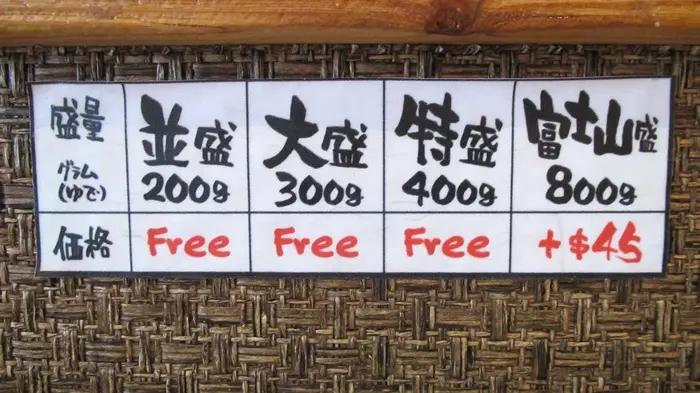 盛量 並盛 大盛 特盛 富士山盛
グラム(ゆで) 200g 300g 400g 800g
価格 Free Free Free +$45